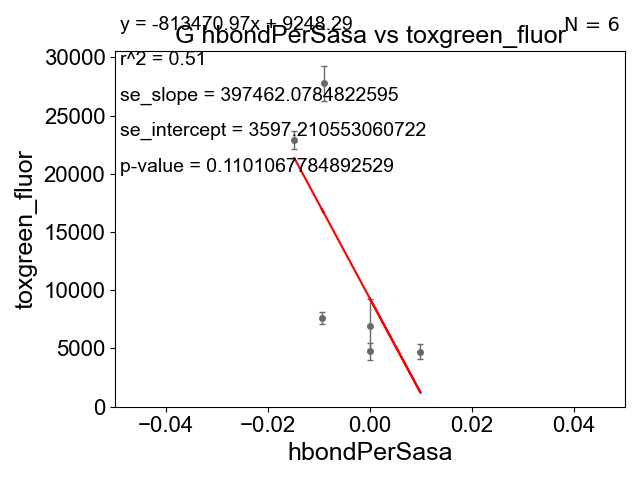 y = -813470.97x + 9248.29
N = 6
G hbondPerSasa vs toxgreen_fluor
r^2 = 0.51
se_slope = 397462.0784822595
se_intercept = 3597.210553060722
p-value = 0.1101067784892529
30000
25000
20000
15000
10000
5000
0
toxgreen_fluor
−0.04 −0.02 0.00 0.02 0.04
hbondPerSasa